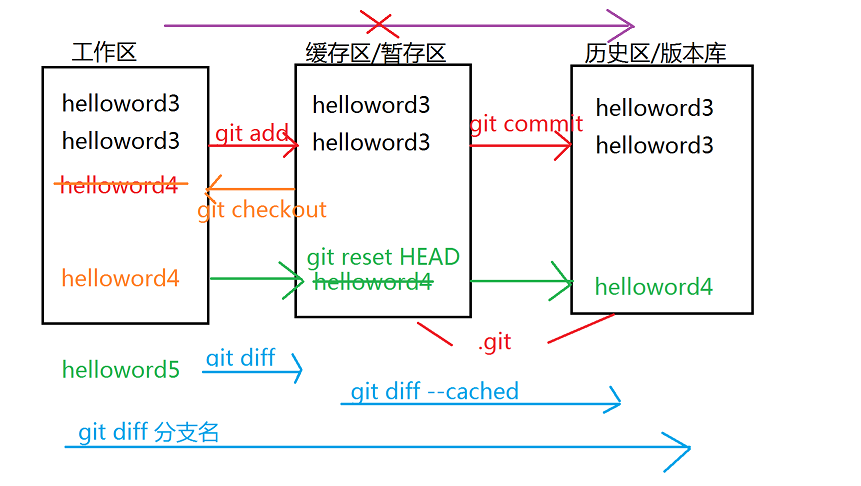 工作区
缓存区/暂存区
历史区/版本库
helloword3
helloword3
helloword4
helloword4
git add
git checkout
helloword3
helloword3
git reset HEAD
helloword4
git commit
helloword3
helloword3
helloword4
.git
helloword5
git diff
git diff --cached
git diff 分支名